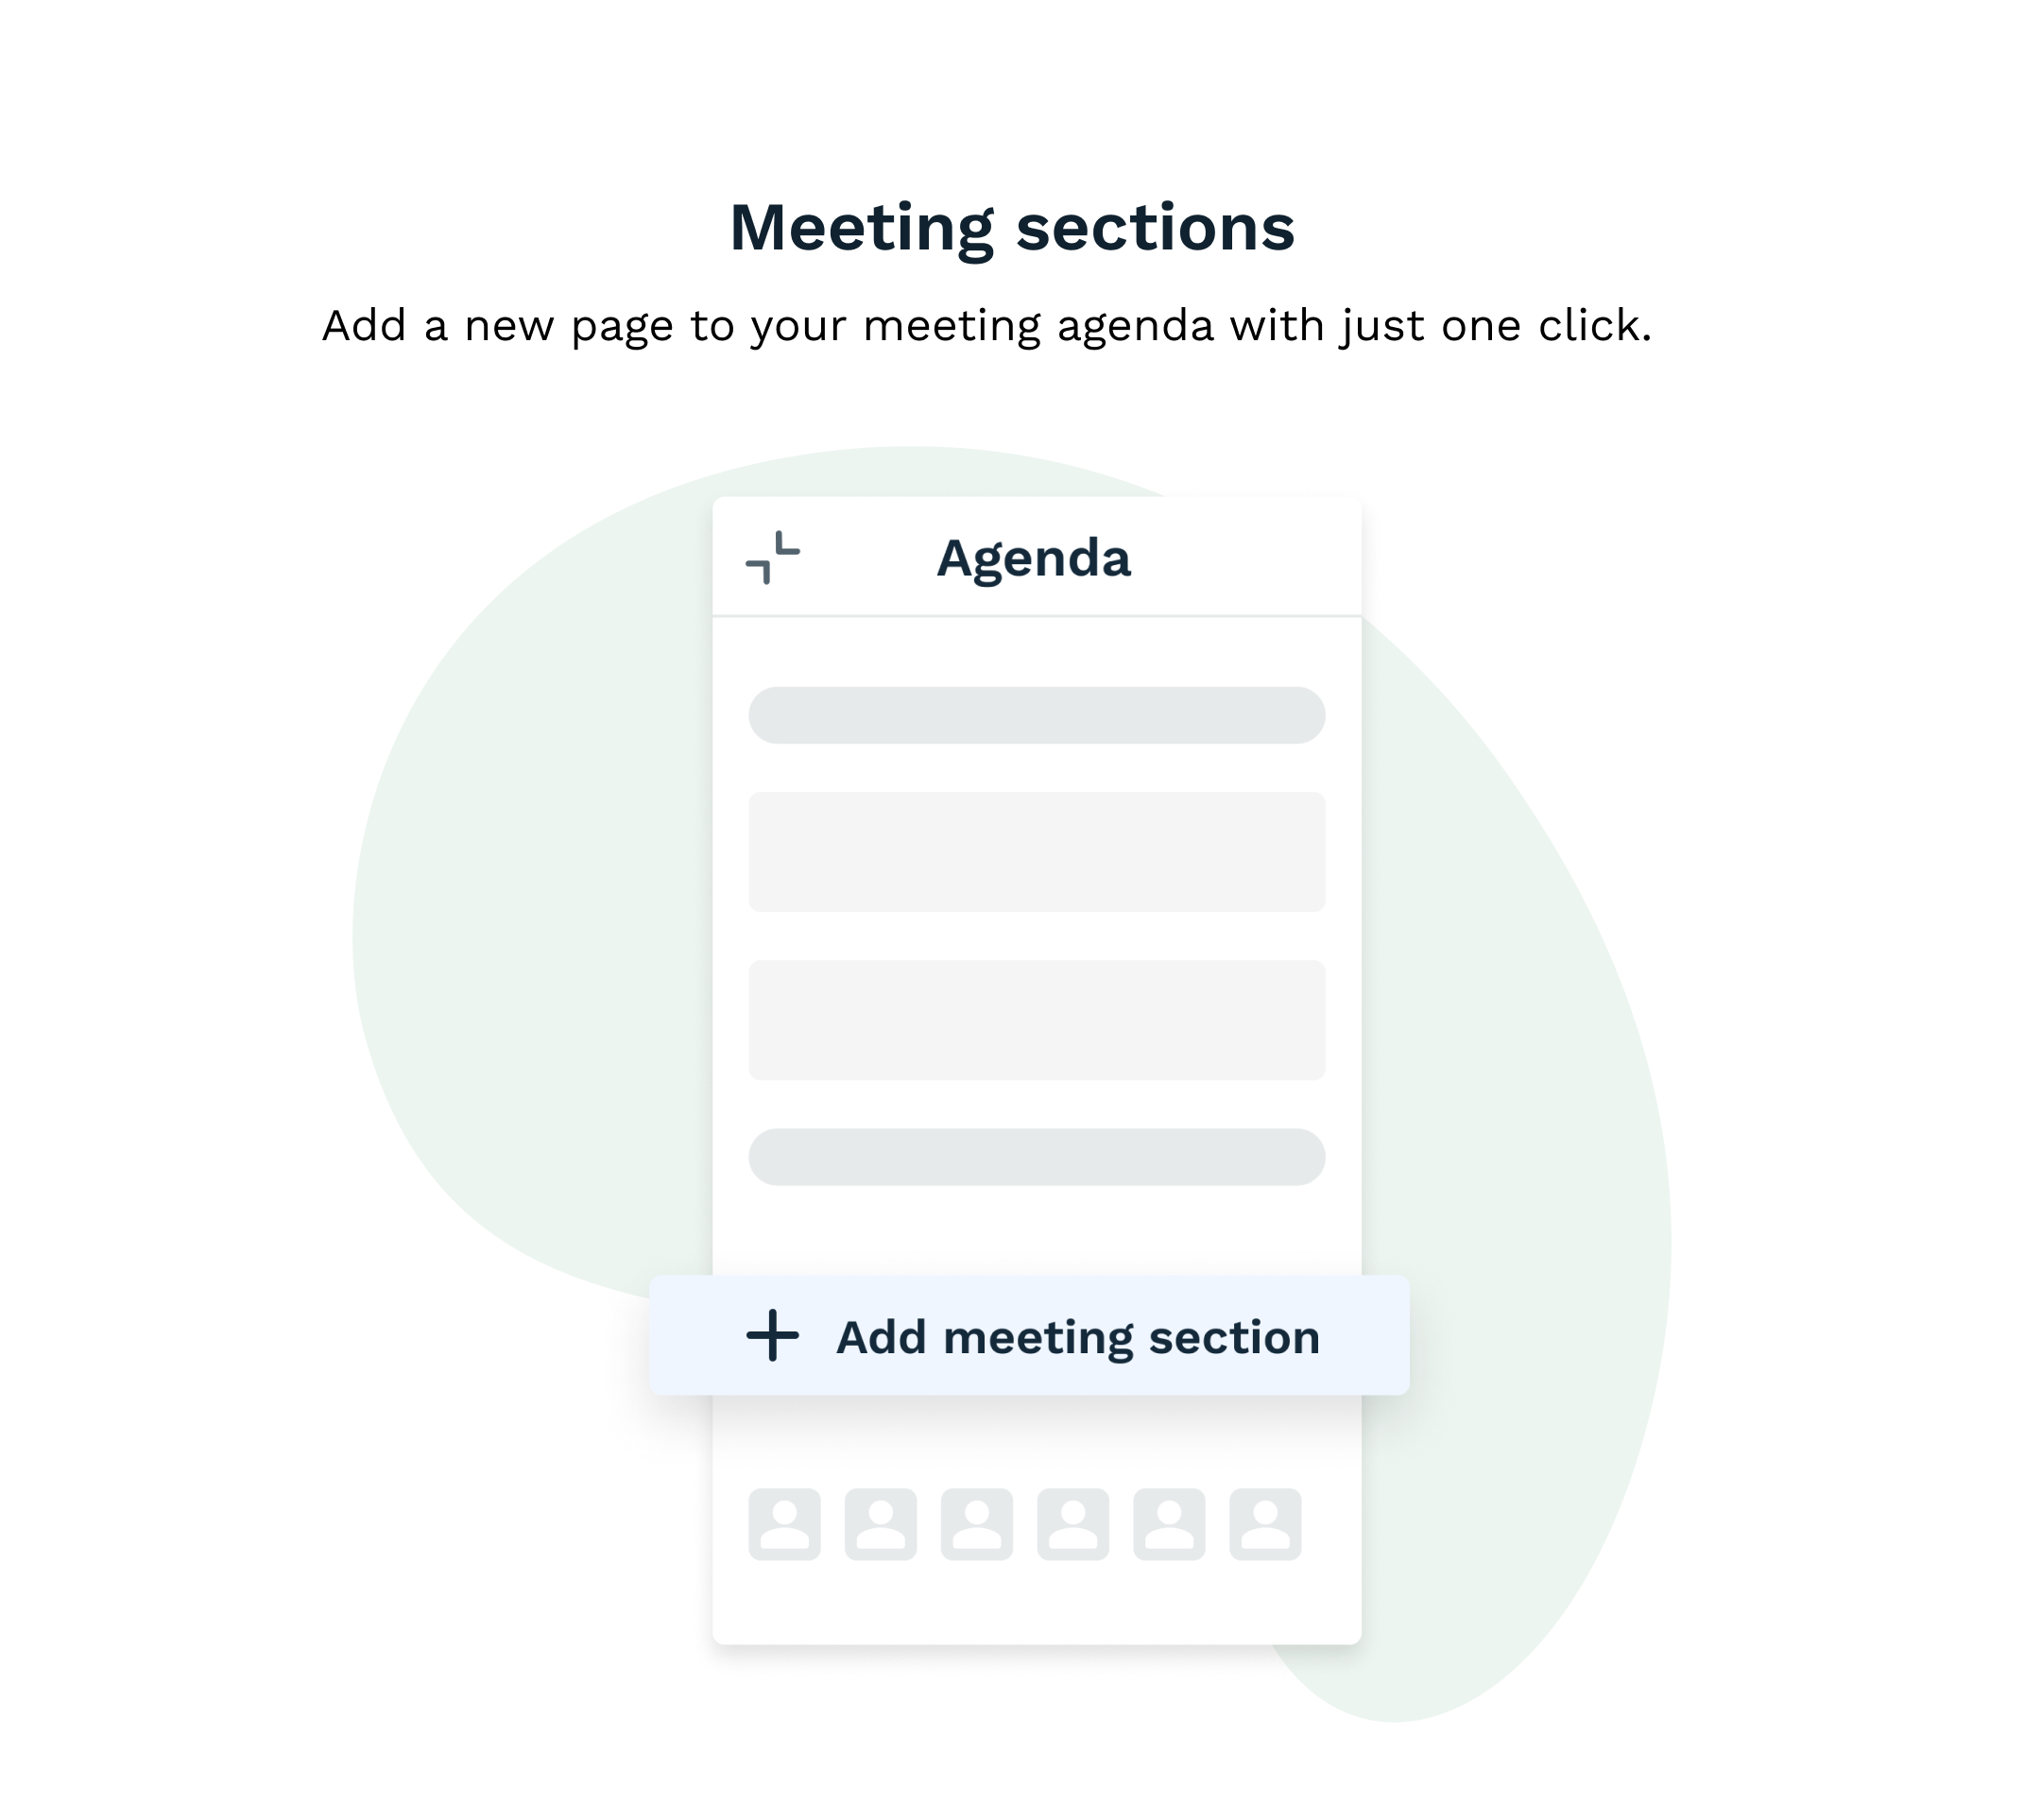 Meeting sections
Add a new page to your meeting agenda with just one click.
Agenda
Add meeting section